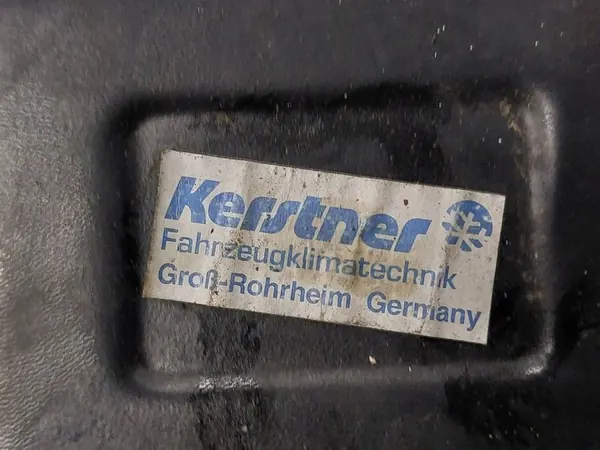 Kerstner
Fahrzeugklimatechnik
Groß-Rohrheim Germany